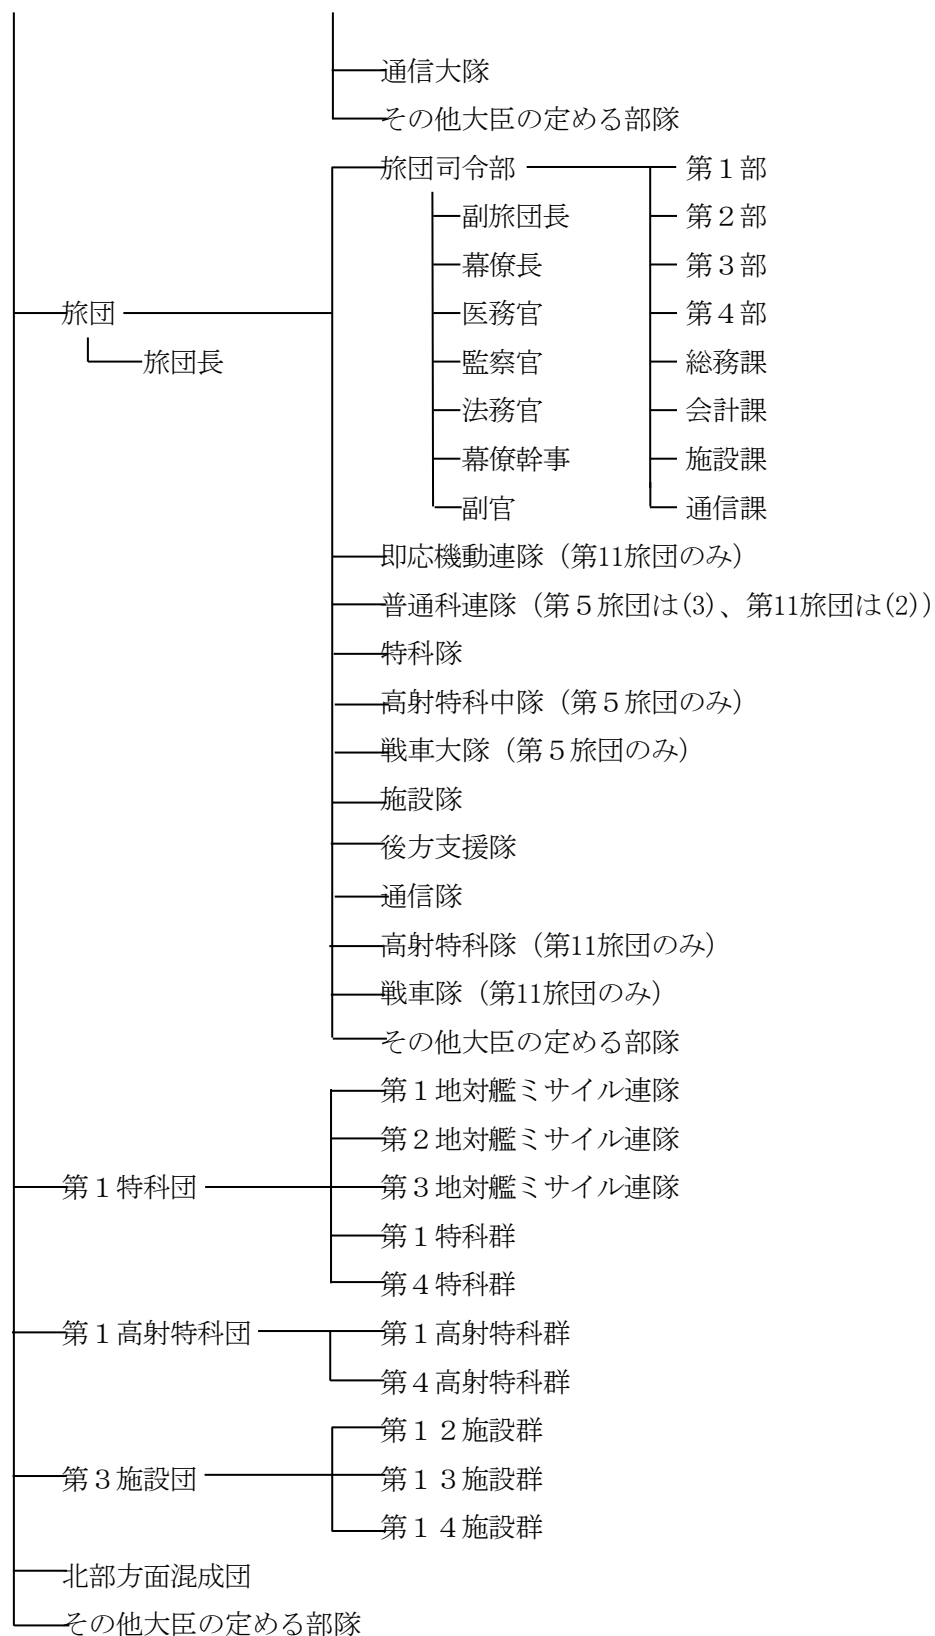 通信大隊
その他大臣の定める部隊
旅団司令部 第１部
副旅団長 第２部
幕僚長 第３部
旅団 医務官 第４部
旅団長 監察官 総務課
法務官 会計課
幕僚幹事 施設課
副官 通信課
即応機動連隊（第11旅団のみ）
普通科連隊（第５旅団は(3)、第11旅団は(2)）
特科隊
高射特科中隊（第５旅団のみ）
戦車大隊（第５旅団のみ）
施設隊
後方支援隊
通信隊
高射特科隊（第11旅団のみ）
戦車隊（第11旅団のみ）
その他大臣の定める部隊
第１地対艦ミサイル連隊
第２地対艦ミサイル連隊
第１特科団 第３地対艦ミサイル連隊
第１特科群
第４特科群
第１高射特科団 第１高射特科群
第４高射特科群
第１２施設群
第３施設団 第１３施設群
第１４施設群
北部方面混成団
その他大臣の定める部隊